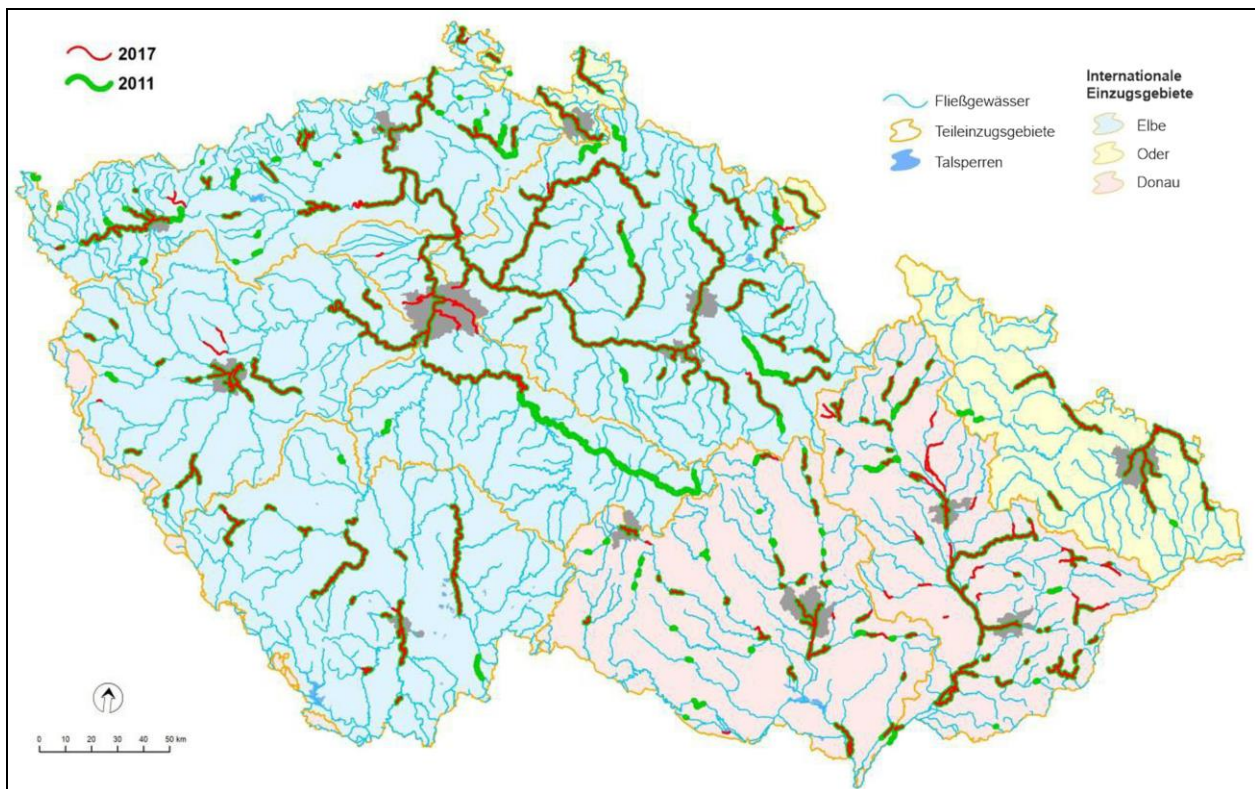 2017
2011
Fließgewässer
Teileinzugsgebiete
Talsperren
Internationale
Einzugsgebiete
Elbe
Oder
Donau
0 10 20 30 40 50 km